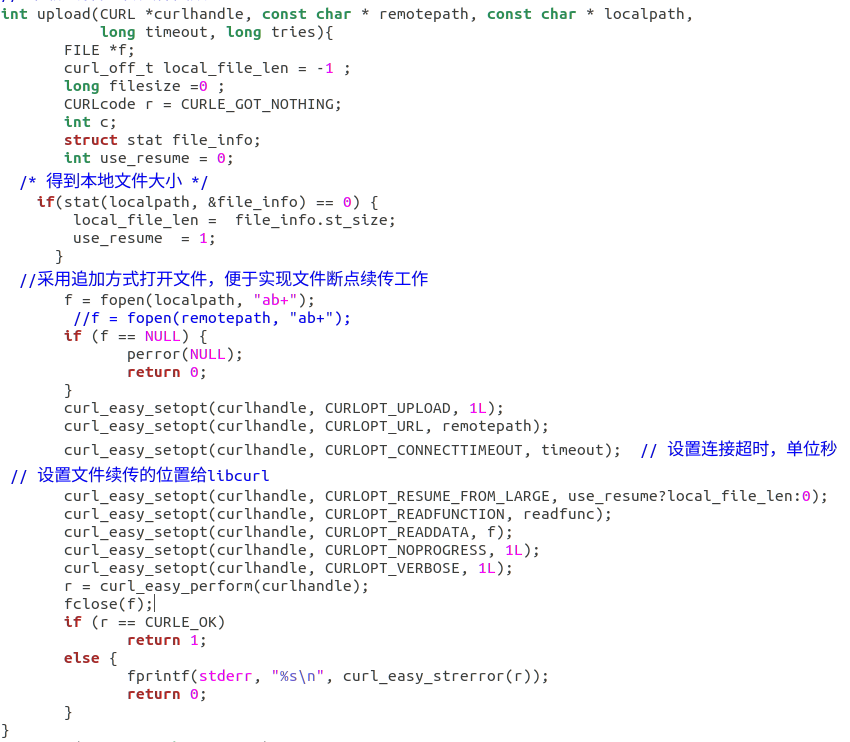 int upload(CURL *curlhandle, const char * remotepath, const char * localpath,
long timeout, long tries){
FILE *f;
curl_off_t local_file_len = -1 ;
long filesize =0 ;
CURLcode r = CURLE_GOT_NOTHING;
int c;
struct stat file_info;
int use_resume = 0;
/* 得到本地文件大小 */
if(stat(localpath, &file_info) == 0) {
local_file_len =  file_info.st_size;
use_resume  = 1;
}
//采用追加方式打开文件，便于实现文件断点续传工作
f = fopen(localpath, "ab+");
//f = fopen(remotepath, "ab+");
if (f == NULL) {
perror(NULL);
return 0;
}
curl_easy_setopt(curlhandle, CURLOPT_UPLOAD, 1L);
curl_easy_setopt(curlhandle, CURLOPT_URL, remotepath);
curl_easy_setopt(curlhandle, CURLOPT_CONNECTTIMEOUT, timeout);  // 设置连接超时，单位秒
// 设置文件续传的位置给libcurl
curl_easy_setopt(curlhandle, CURLOPT_RESUME_FROM_LARGE, use_resume?local_file_len:0);
curl_easy_setopt(curlhandle, CURLOPT_READFUNCTION, readfunc);
curl_easy_setopt(curlhandle, CURLOPT_READDATA, f);
curl_easy_setopt(curlhandle, CURLOPT_NOPROGRESS, 1L);
curl_easy_setopt(curlhandle, CURLOPT_VERBOSE, 1L);
r = curl_easy_perform(curlhandle);
fclose(f);
if (r == CURLE_OK)
return 1;
else {
fprintf(stderr, "%s\n", curl_easy_strerror(r));
return 0;
}
}